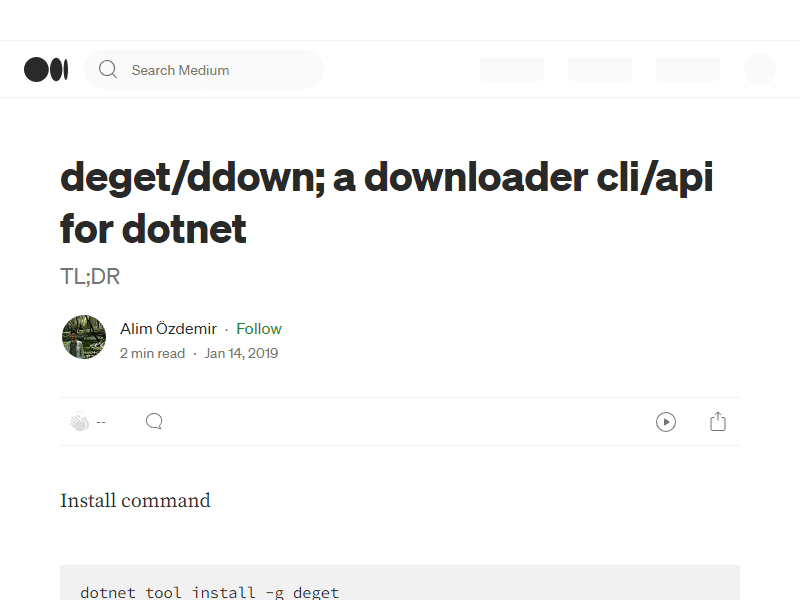 Search Medium
deget/ddown; a downloader cli/api
for dotnet
TL;DR
Alim Özdemir · Follow
2 min read · Jan 14, 2019
--
Install command
dotnet tool install -g deget